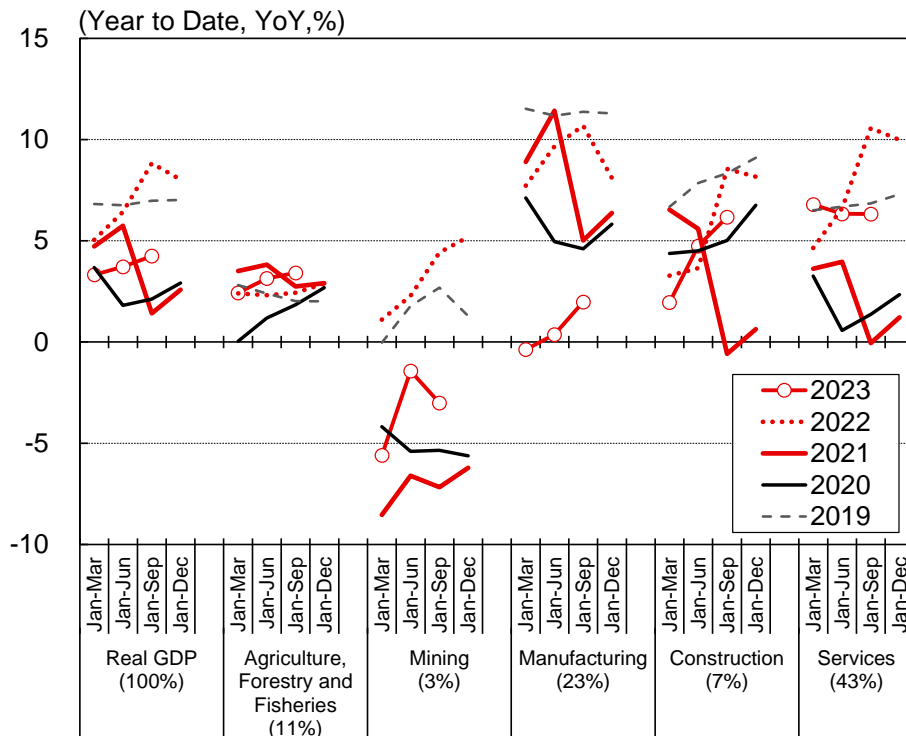 (Year to Date, YoY,%)
15
10
5
0
-5
-10
2023
2022
2021
2020
2019
Jan-Mar
Jan-Jun
Jan-Sep
Jan-Dec
Jan-Mar
Jan-Jun
Jan-Sep
Jan-Dec
Jan-Mar
Jan-Jun
Jan-Sep
Jan-Dec
Jan-Mar
Jan-Jun
Jan-Sep
Jan-Dec
Jan-Mar
Jan-Jun
Jan-Sep
Jan-Dec
Jan-Mar
Jan-Jun
Jan-Sep
Jan-Dec
Real GDP
(100%)
Agriculture,
Forestry and
Fisheries
(11%)
Mining
(3%)
Manufacturing
(23%)
Construction
(7%)
Services
(43%)